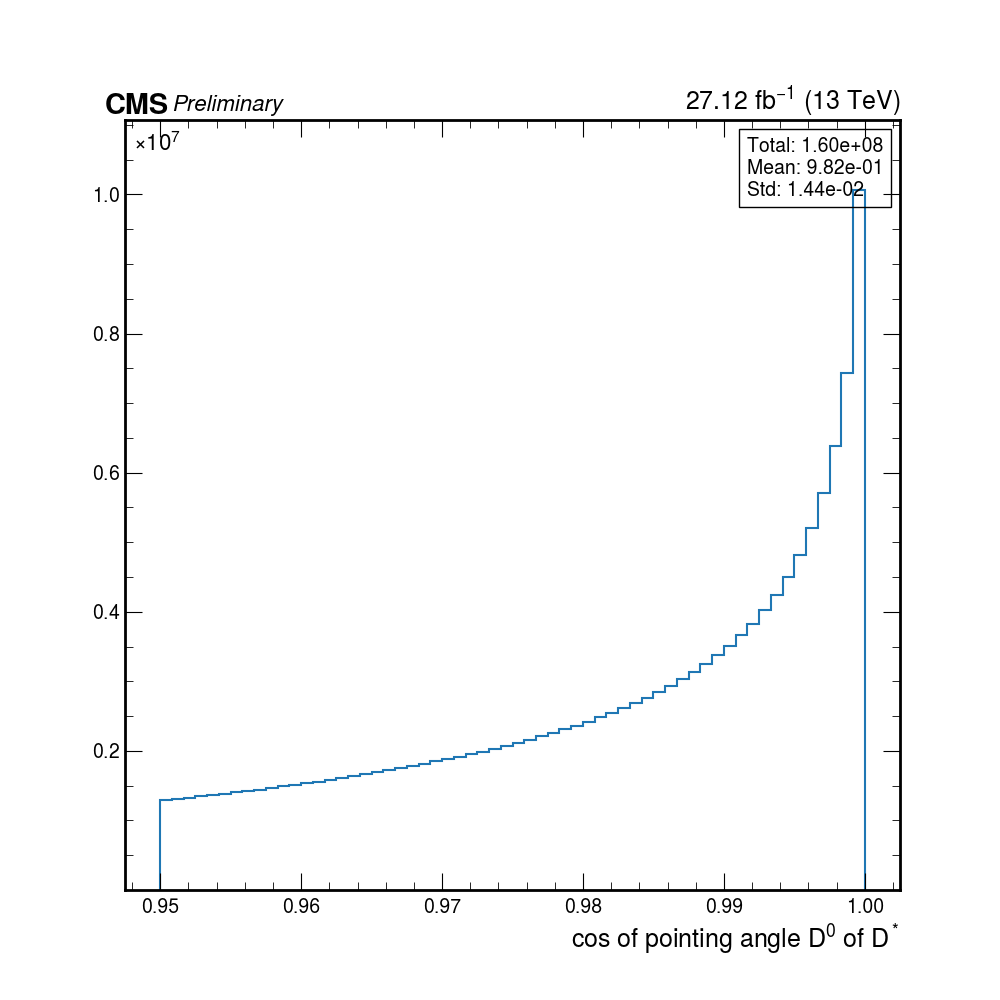 CMS Preliminary 27.12 fb⁻¹ (13 TeV)
×10⁷
Total: 1.60e+08
Mean: 9.82e-01
Std: 1.44e-02
1.0
0.8
0.6
0.4
0.2
0.95 0.96 0.97 0.98 0.99 1.00
cos of pointing angle D⁰ of D*